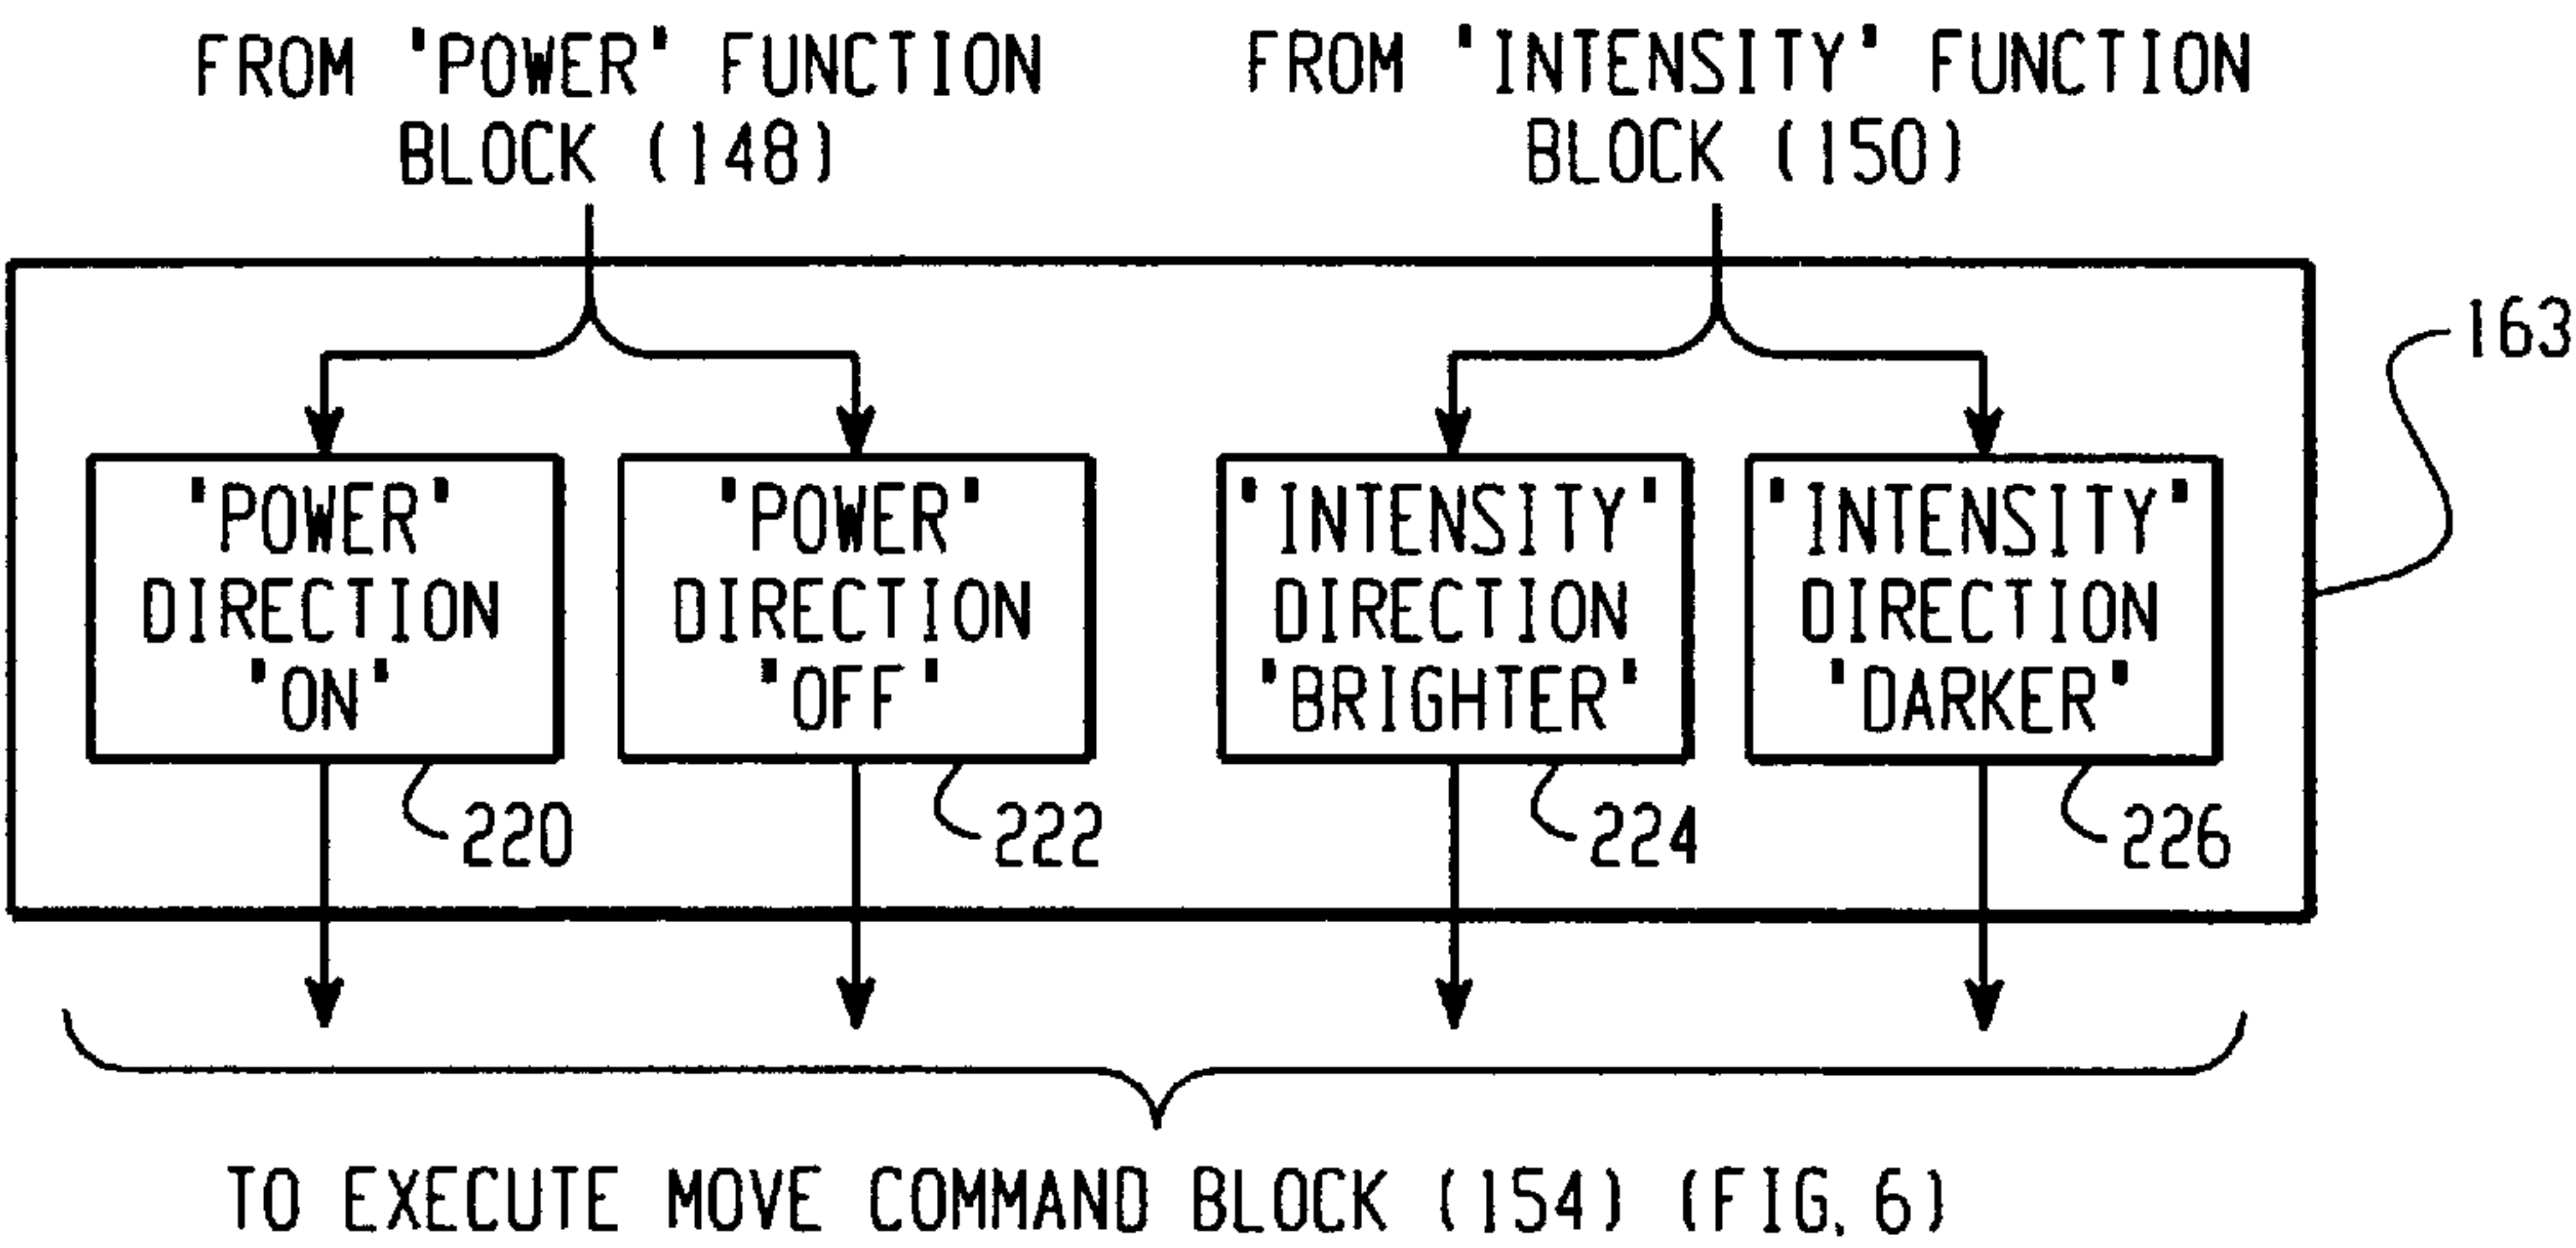 FROM "POWER" FUNCTION
BLOCK (148)
FROM "INTENSITY" FUNCTION
BLOCK (150)
163
"POWER"
DIRECTION
"ON"
"POWER"
DIRECTION
"OFF"
"INTENSITY"
DIRECTION
"BRIGHTER"
"INTENSITY"
DIRECTION
"DARKER"
220
222
224
226
TO EXECUTE MOVE COMMAND BLOCK (154) (FIG. 6)